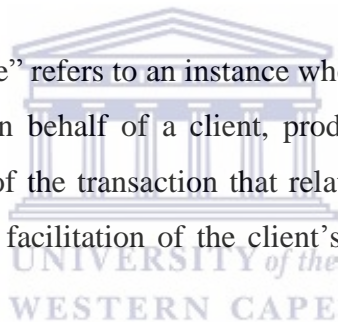 e” refers to an instance whe
n behalf of a client, prod
of the transaction that relat
facilitation of the client’s
UNIVERSITY of the
WESTERN CAPE